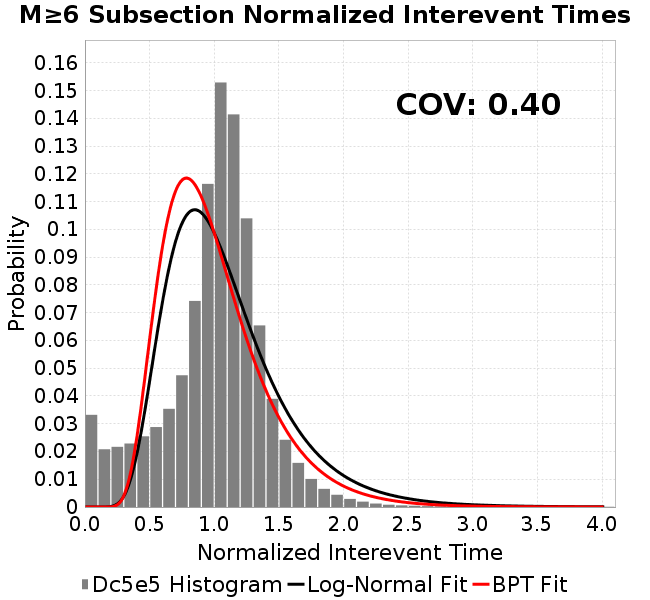 M≥6 Subsection Normalized Interevent Times
COV: 0.40
Probability
0.16
0.15
0.14
0.13
0.12
0.11
0.1
0.09
0.08
0.07
0.06
0.05
0.04
0.03
0.02
0.01
0
0.0 0.5 1.0 1.5 2.0 2.5 3.0 3.5 4.0
Normalized Interevent Time
Dc5e5 Histogram Log-Normal Fit BPT Fit